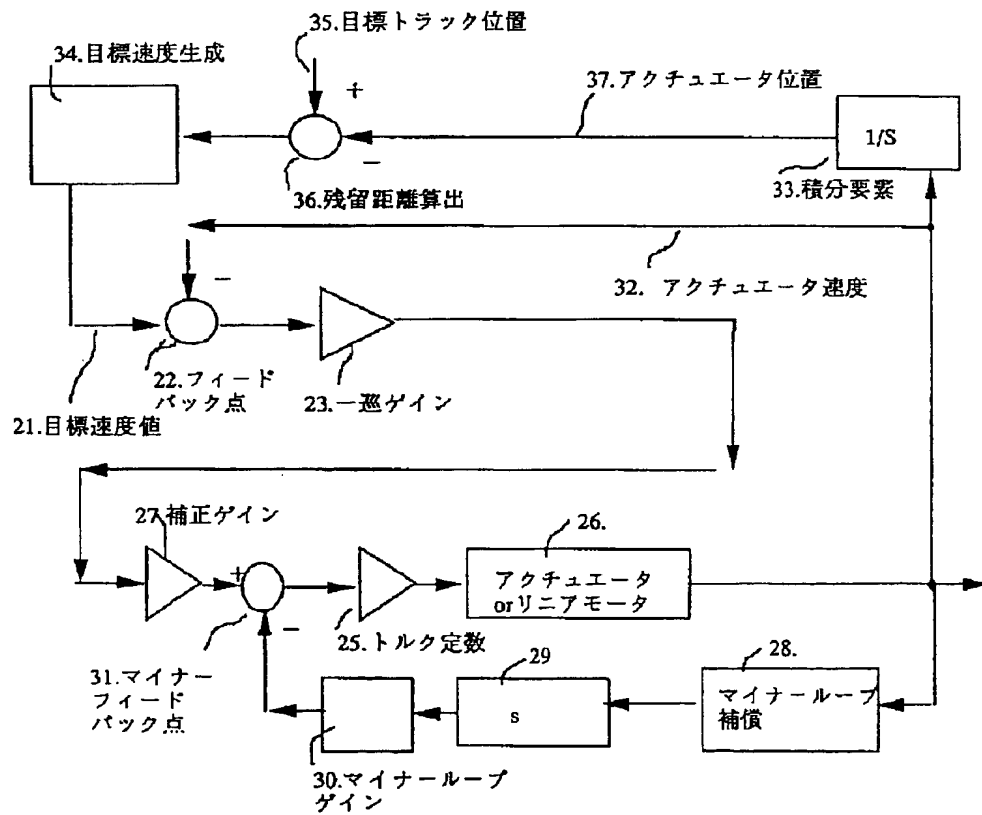 35.目標トラック位置
34.目標速度生成
+
37.アクチュエータ位置
1/S
−
33.積分要素
36.残留距離算出
−
32. アクチュエータ速度
22.フィード
バック点
23.一巡ゲイン
21.目標速度値
27.補正ゲイン
26.
+
アクチュエータ
orリニアモータ
−
25.トルク定数
31.マイナー
フィード
バック点
29
28.
s
マイナーループ
補償
30.マイナーループ
ゲイン